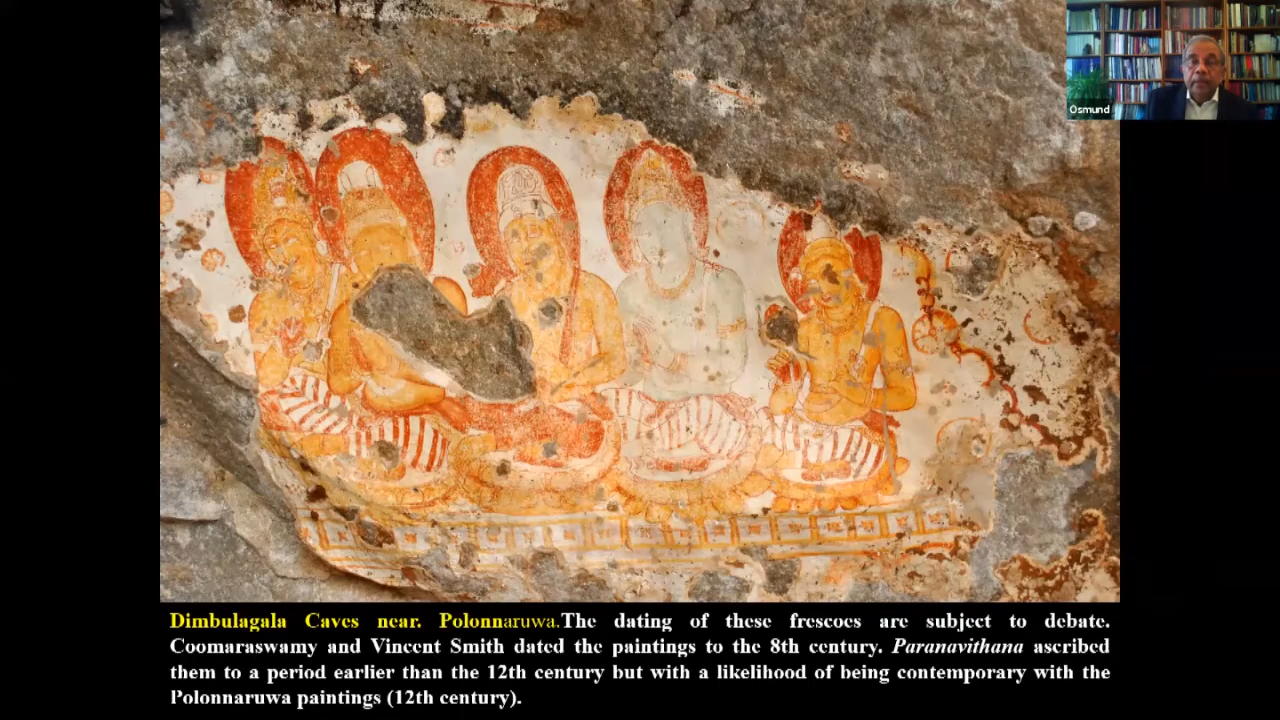 Osmund
Dimbulagala Caves near. Polonnaruwa.The dating of these frescoes are subject to debate.
Coomaraswamy and Vincent Smith dated the paintings to the 8th century. Paranavithana ascribed
them to a period earlier than the 12th century but with a likelihood of being contemporary with the
Polonnaruwa paintings (12th century).